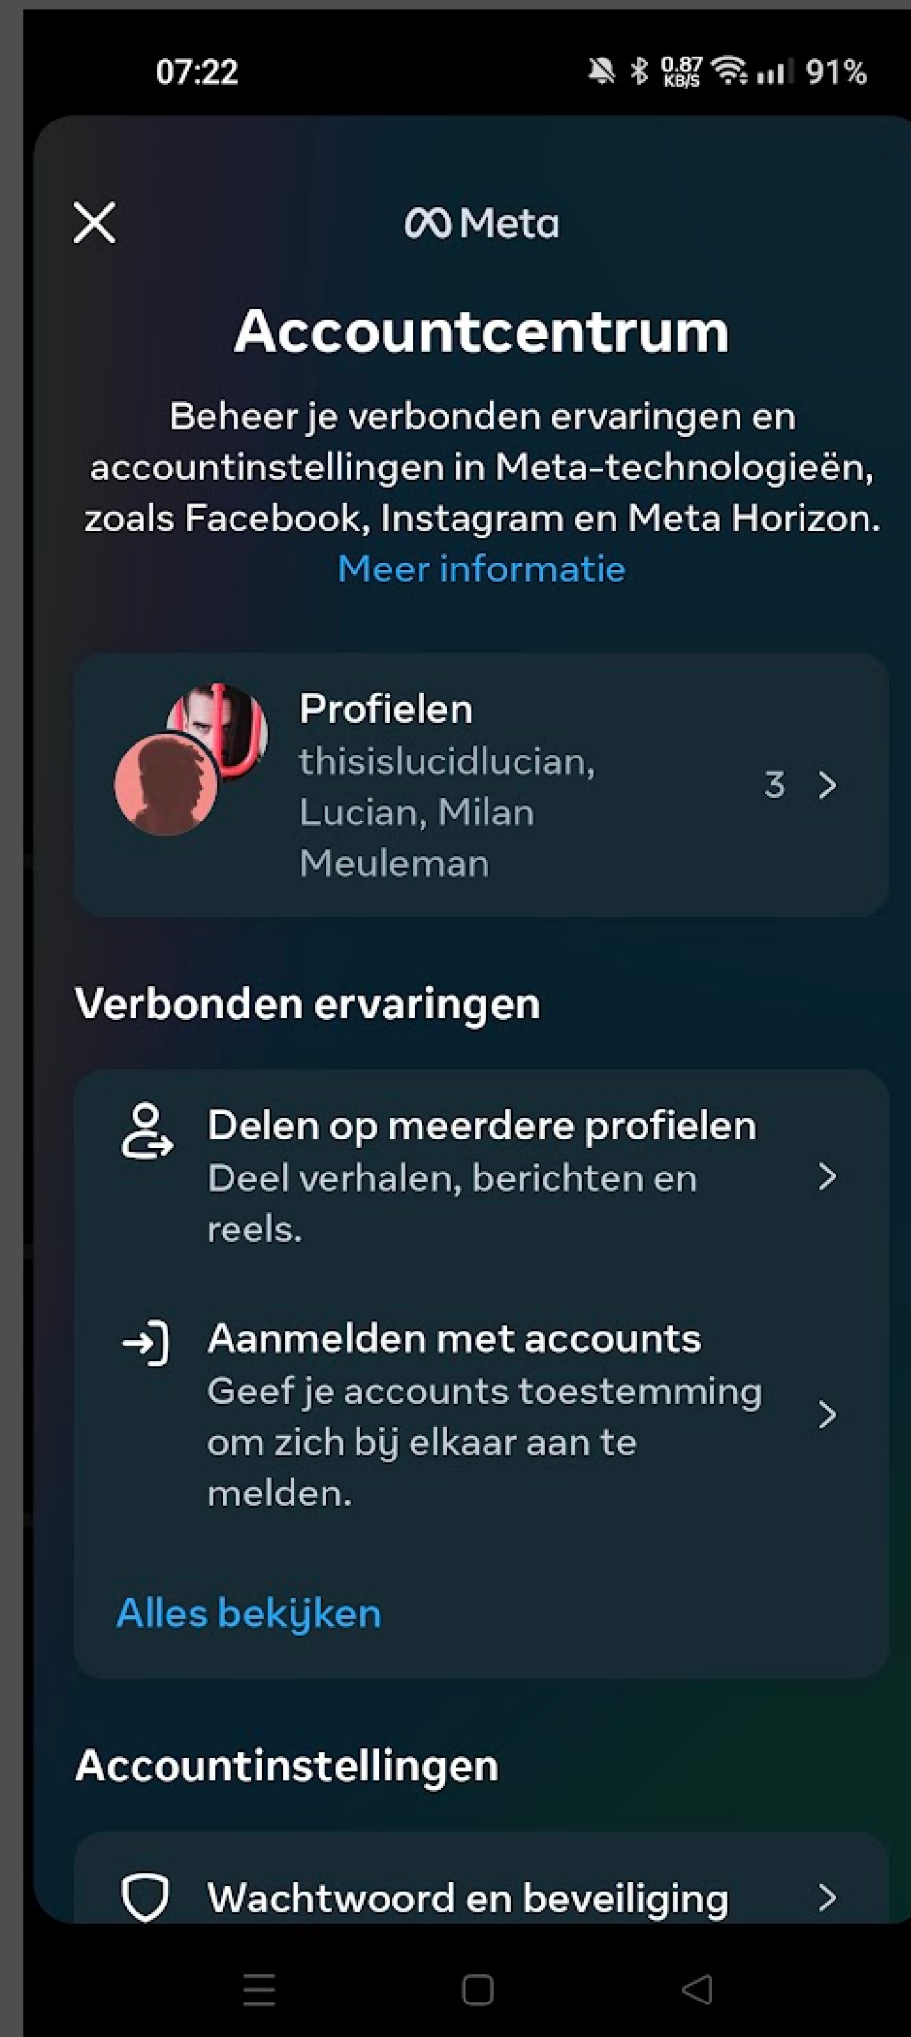 07:22
0.87
KB/S
91%
Meta
Accountcentrum
Beheer je verbonden ervaringen en
accountinstellingen in Meta-technologieën,
zoals Facebook, Instagram en Meta Horizon.
Meer informatie
Profielen
thisislucidlucian,
Lucian, Milan
Meuleman
3
Verbonden ervaringen
Delen op meerdere profielen
Deel verhalen, berichten en
reels.
Aanmelden met accounts
Geef je accounts toestemming
om zich bij elkaar aan te
melden.
Alles bekijken
Accountinstellingen
Wachtwoord en beveiliging